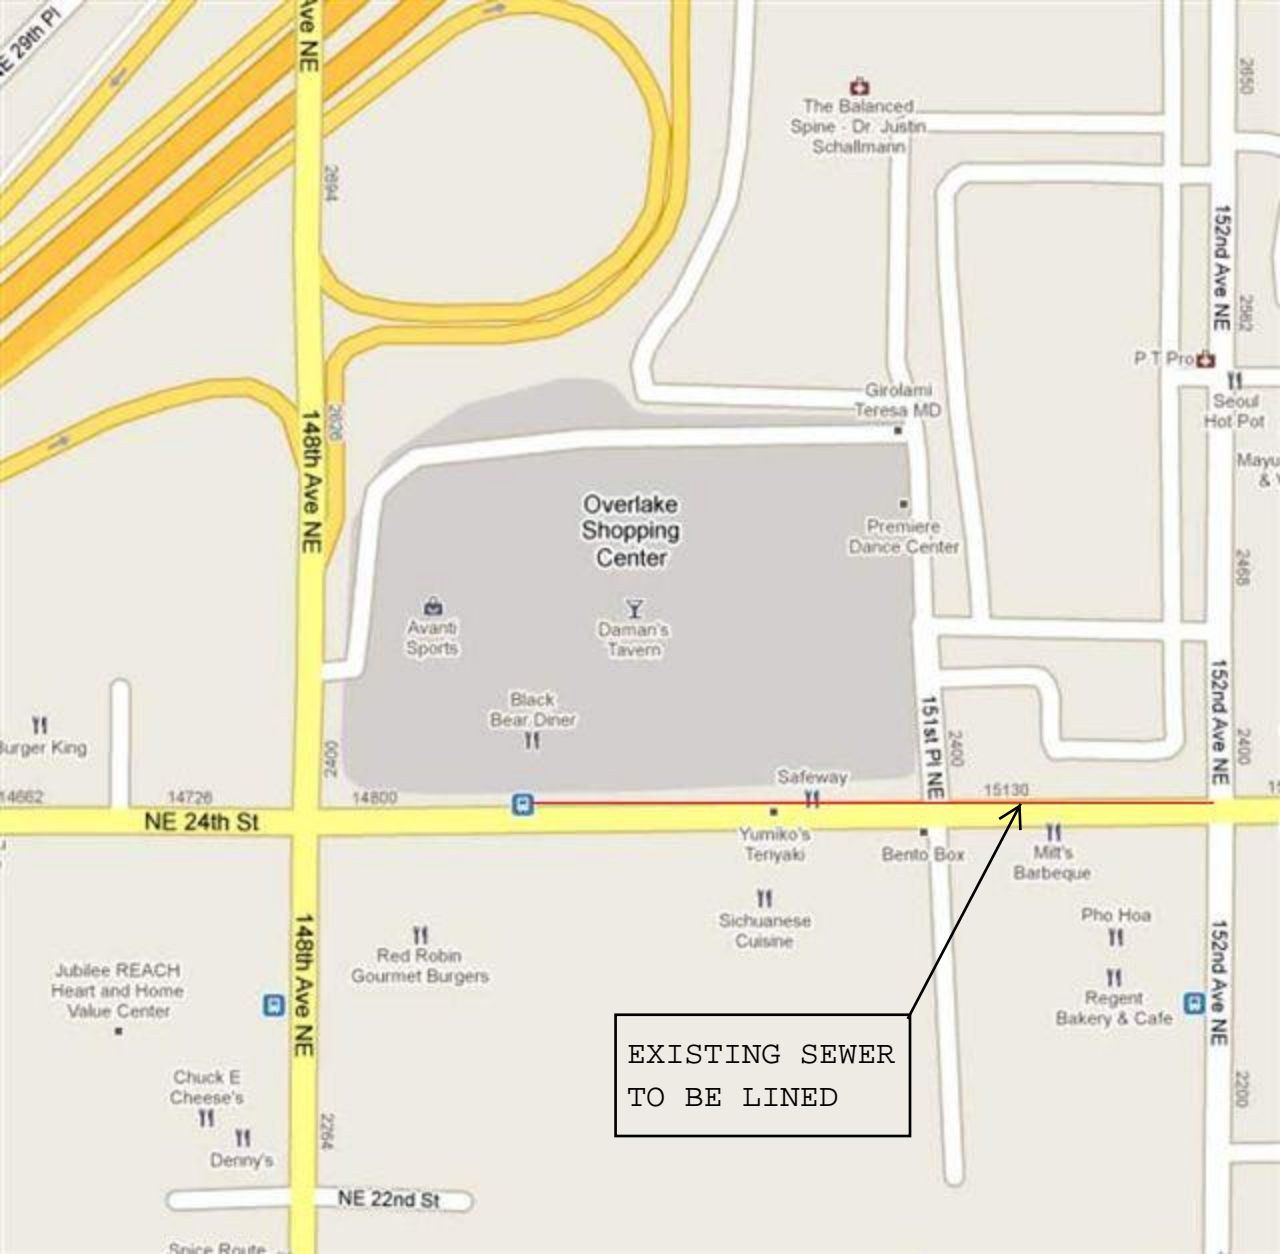 NE 29th Pl
Ave NE
2694
The Balanced
Spine - Dr. Justin
Schallmann
2650
152nd Ave NE
2582
P T Pro
Seoul
Hot Pot
Mayu
& V
Girolami
Teresa MD
148th Ave NE
2626
Overlake
Shopping
Center
Premiere
Dance Center
2468
Avanti
Sports
Daman's
Tavern
Black
Bear Diner
Burger King
2400
151st Pl NE
2400
152nd Ave NE
2400
14662
14726
14800
Safeway
15130
15
NE 24th St
Yumiko's
Teriyaki
Bento Box
Milt's
Barbeque
Sichuanese
Cuisine
Pho Hoa
Red Robin
Gourmet Burgers
148th Ave NE
152nd Ave NE
Jubilee REACH
Heart and Home
Value Center
Regent
Bakery & Cafe
EXISTING SEWER
TO BE LINED
Chuck E
Cheese's
Denny's
2264
2200
NE 22nd St
Spice Route